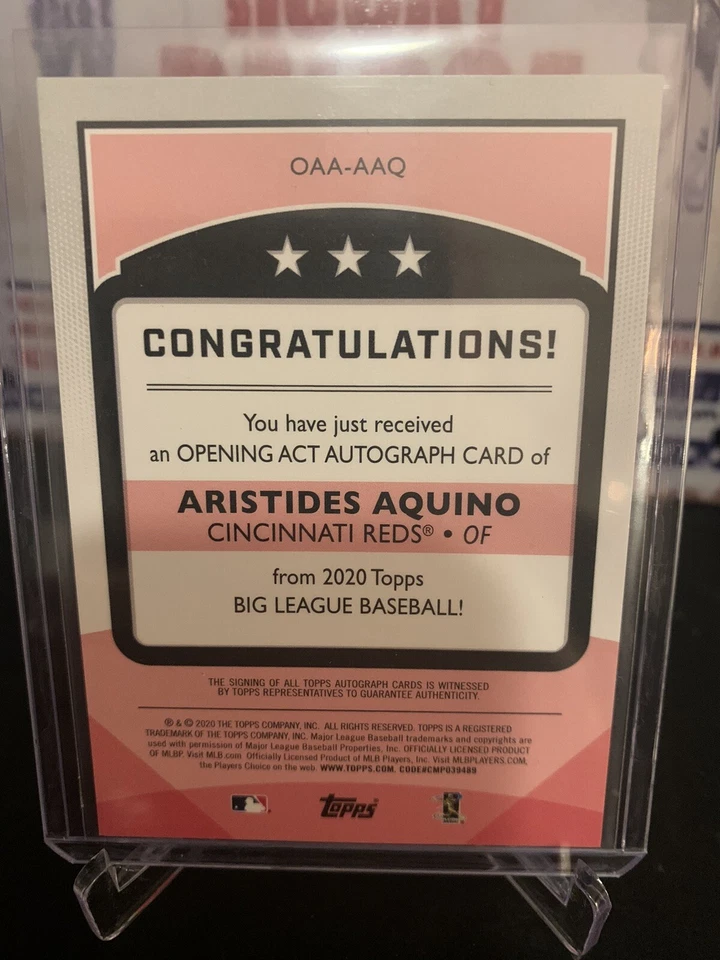 OAA-AAQ
CONGRATULATIONS!
You have just received
an OPENING ACT AUTOGRAPH CARD of
ARISTIDES AQUINO
CINCINNATI REDS® • OF
from 2020 Topps
BIG LEAGUE BASEBALL!
THE SIGNING OF ALL TOPPS AUTOGRAPH CARDS IS WITNESSED
BY TOPPS REPRESENTATIVES TO GUARANTEE AUTHENTICITY.
® & © 2020 THE TOPPS COMPANY, INC. ALL RIGHTS RESERVED. TOPPS IS A REGISTERED
TRADEMARK OF THE TOPPS COMPANY, INC. Major League Baseball trademarks and copyrights are
used with permission of Major League Baseball Properties, Inc. OFFICIALLY LICENSED PRODUCT
OF MLBP. Visit MLB.com Officially Licensed Product of MLB Players, Inc. Visit MLBPLAYERS.COM,
the Players Choice on the web. WWW.TOPPS.COM. CODE#CMP039489
Topps